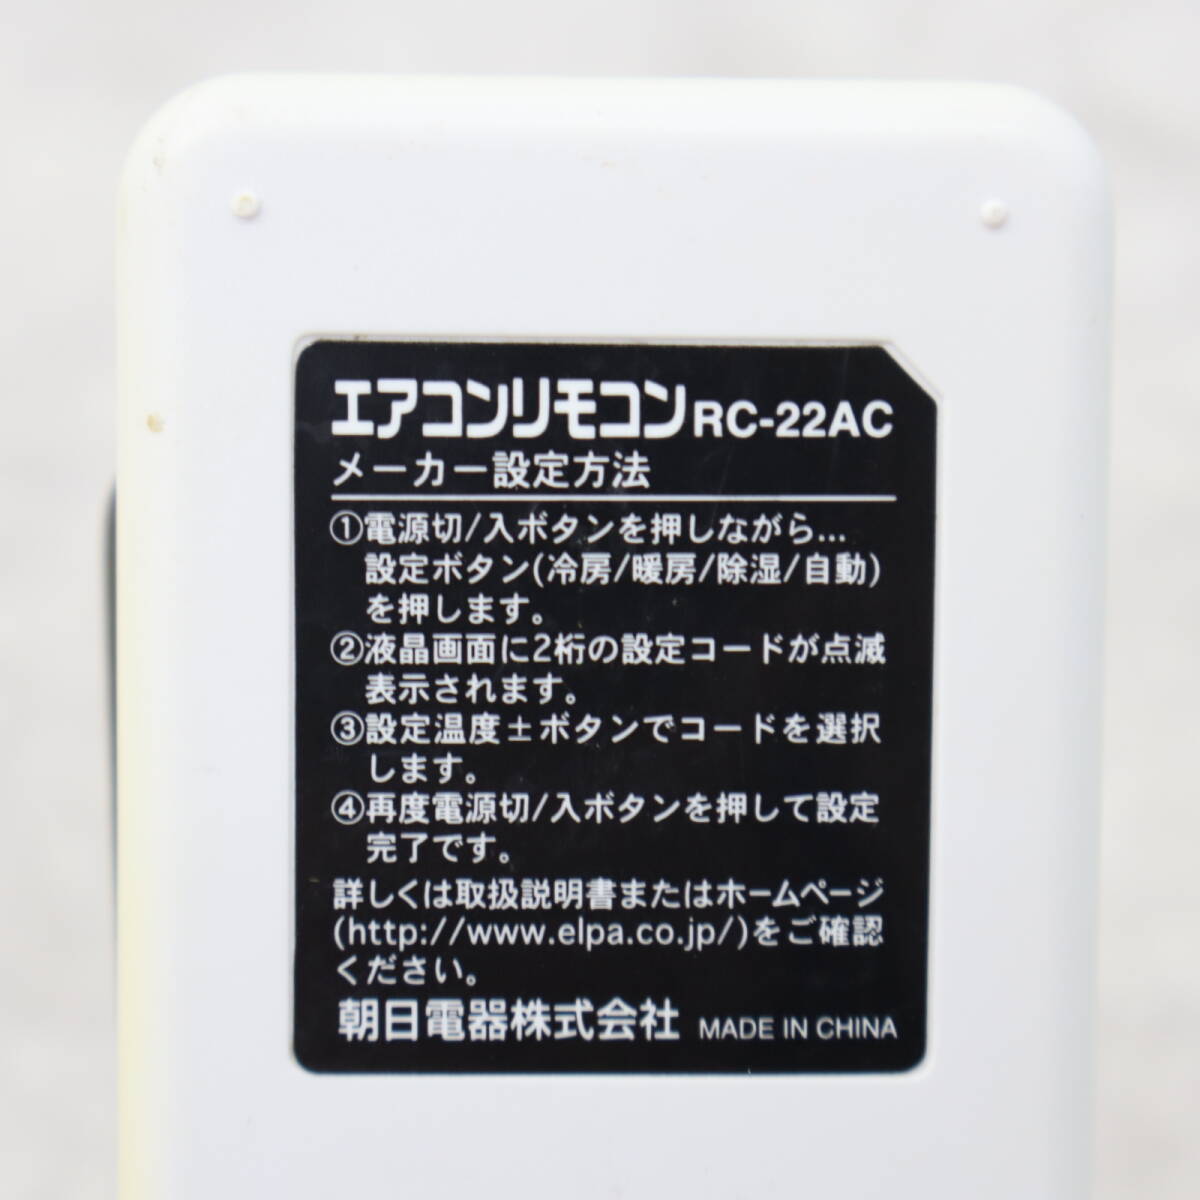 エアコンリモコン RC-22AC
メーカー設定方法
①電源切/入ボタンを押しながら...
設定ボタン(冷房/暖房/除湿/自動)
を押します。
②液晶画面に2桁の設定コードが点滅
表示されます。
③設定温度±ボタンでコードを選択
します。
④再度電源切/入ボタンを押して設定
完了です。
詳しくは取扱説明書またはホームページ
(http://www.elpa.co.jp/)をご確認
ください。
朝日電器株式会社 MADE IN CHINA